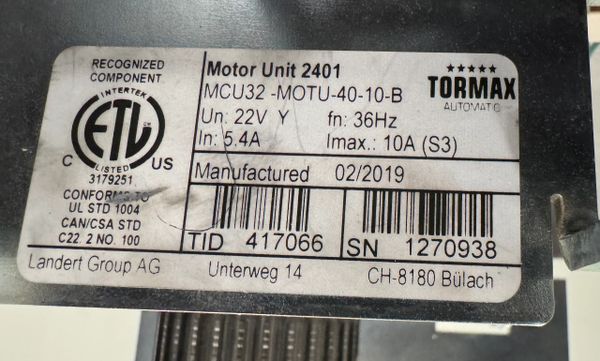 RECOGNIZED
COMPONENT.
INTERTEK
ETL
CM
LISTED
C US
3179251
CONFORMS TO
UL STD 1004
CAN/CSA STD
C22. 2 NO. 100
Motor Unit 2401
MCU32 -MOTU-40-10-B
Un: 22V Y fn: 36Hz
In: 5.4A Imax.: 10A (S3)
★★★★★
TORMAX
AUTOMATIC
Manufactured 02/2019
TID 417066
SN 1270938
Landert Group AG Unterweg 14 CH-8180 Bülach